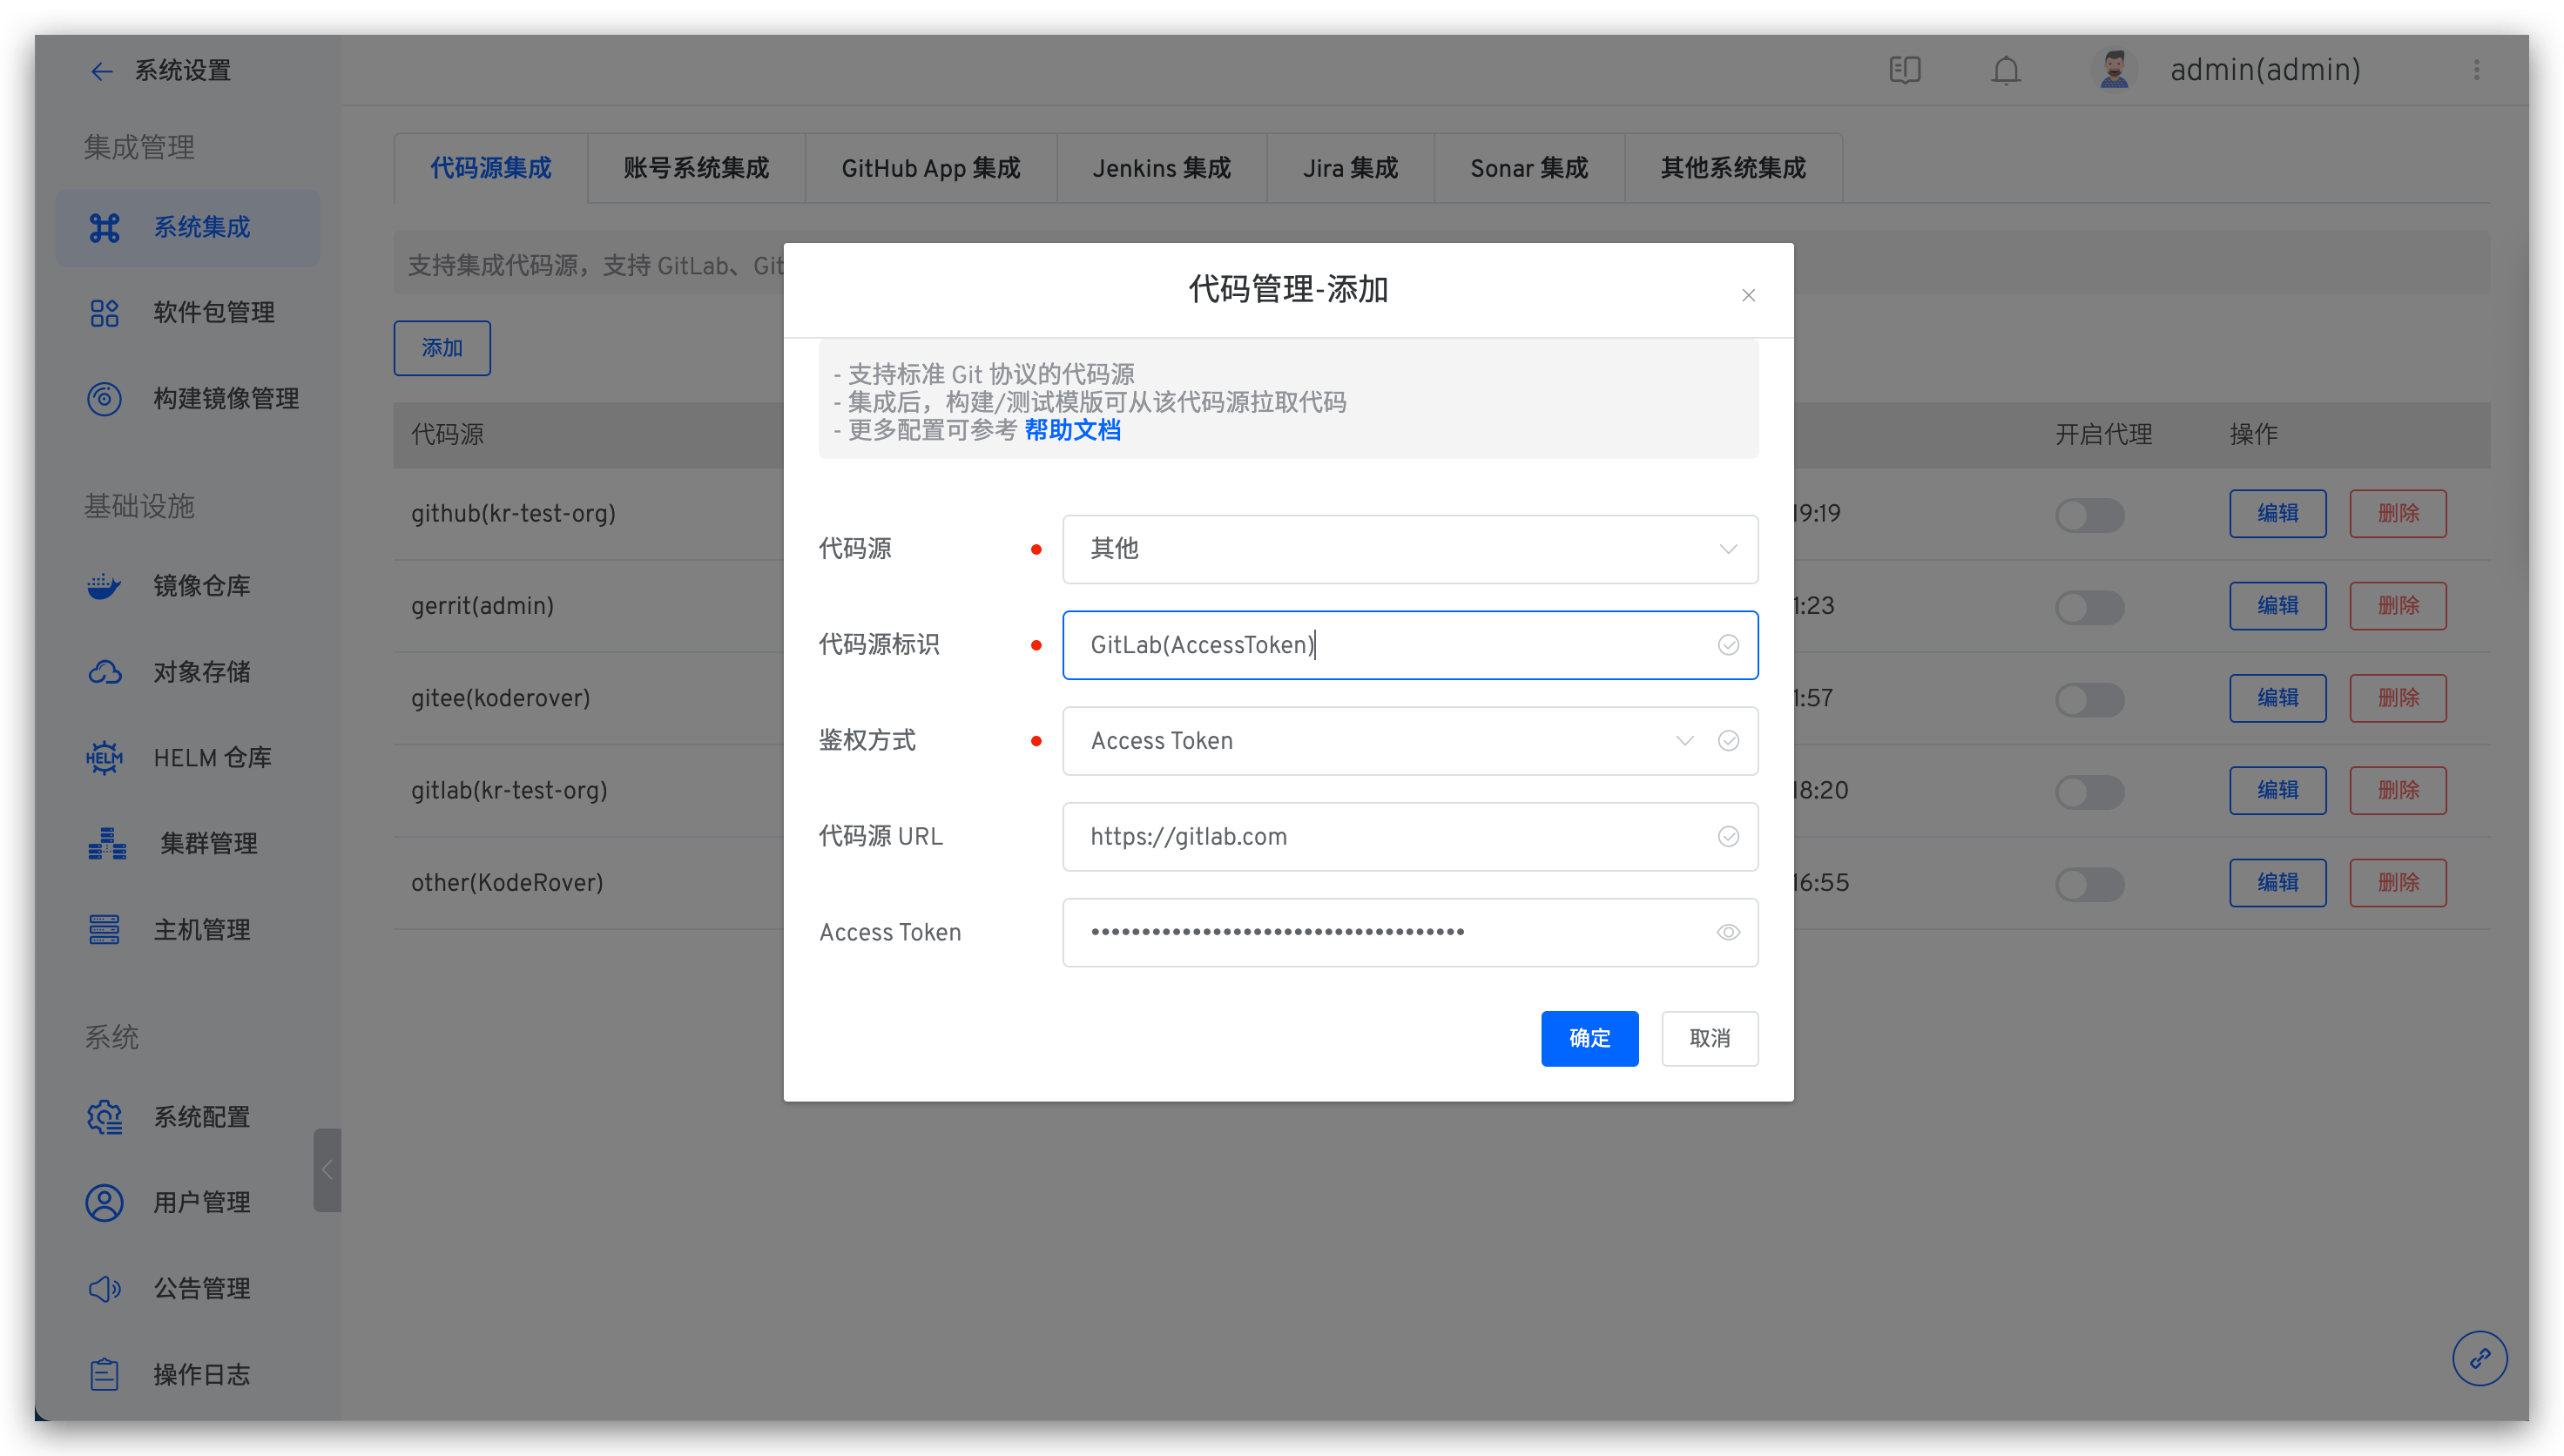 系统设置
admin(admin)
集成管理
系统集成
软件包管理
构建镜像管理
基础设施
镜像仓库
对象存储
HELM
HELM 仓库
集群管理
主机管理
系统
系统配置
用户管理
公告管理
操作日志
代码源集成
账号系统集成
GitHub App 集成
Jenkins 集成
Jira 集成
Sonar 集成
其他系统集成
支持集成代码源，支持 GitLab、Git
添加
代码源
开启代理
操作
github(kr-test-org)
19:19
编辑
删除
gerrit(admin)
1:23
编辑
删除
gitee(koderover)
1:57
编辑
删除
gitlab(kr-test-org)
18:20
编辑
删除
other(KodeRover)
16:55
编辑
删除
代码管理-添加
- 支持标准 Git 协议的代码源
- 集成后，构建/测试模版可从该代码源拉取代码
- 更多配置可参考 帮助文档
代码源
其他
代码源标识
GitLab(AccessToken)
鉴权方式
Access Token
代码源 URL
https://gitlab.com
Access Token
确定
取消